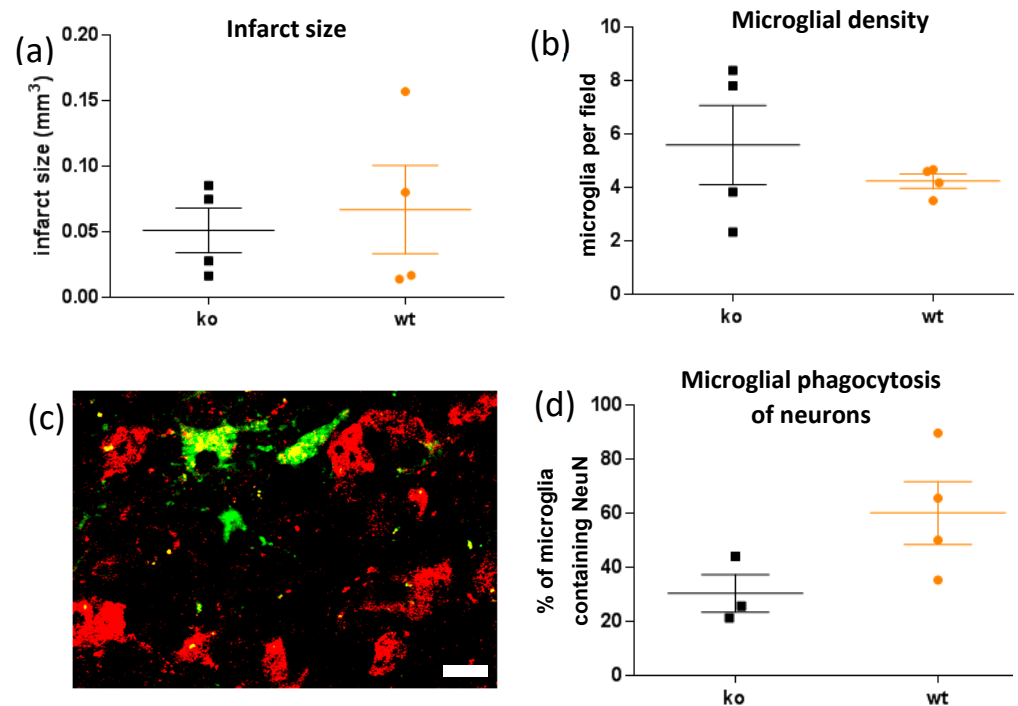 (a)
Infarct size
infarct size (mm³)
0.20
0.15
0.10
0.05
0.00
ko
wt
(b)
Microglial density
microglia per field
10
8
6
4
2
0
ko
wt
(c)
(d)
Microglial phagocytosis
of neurons
% of microglia
containing NeuN
100
80
60
40
20
0
ko
wt